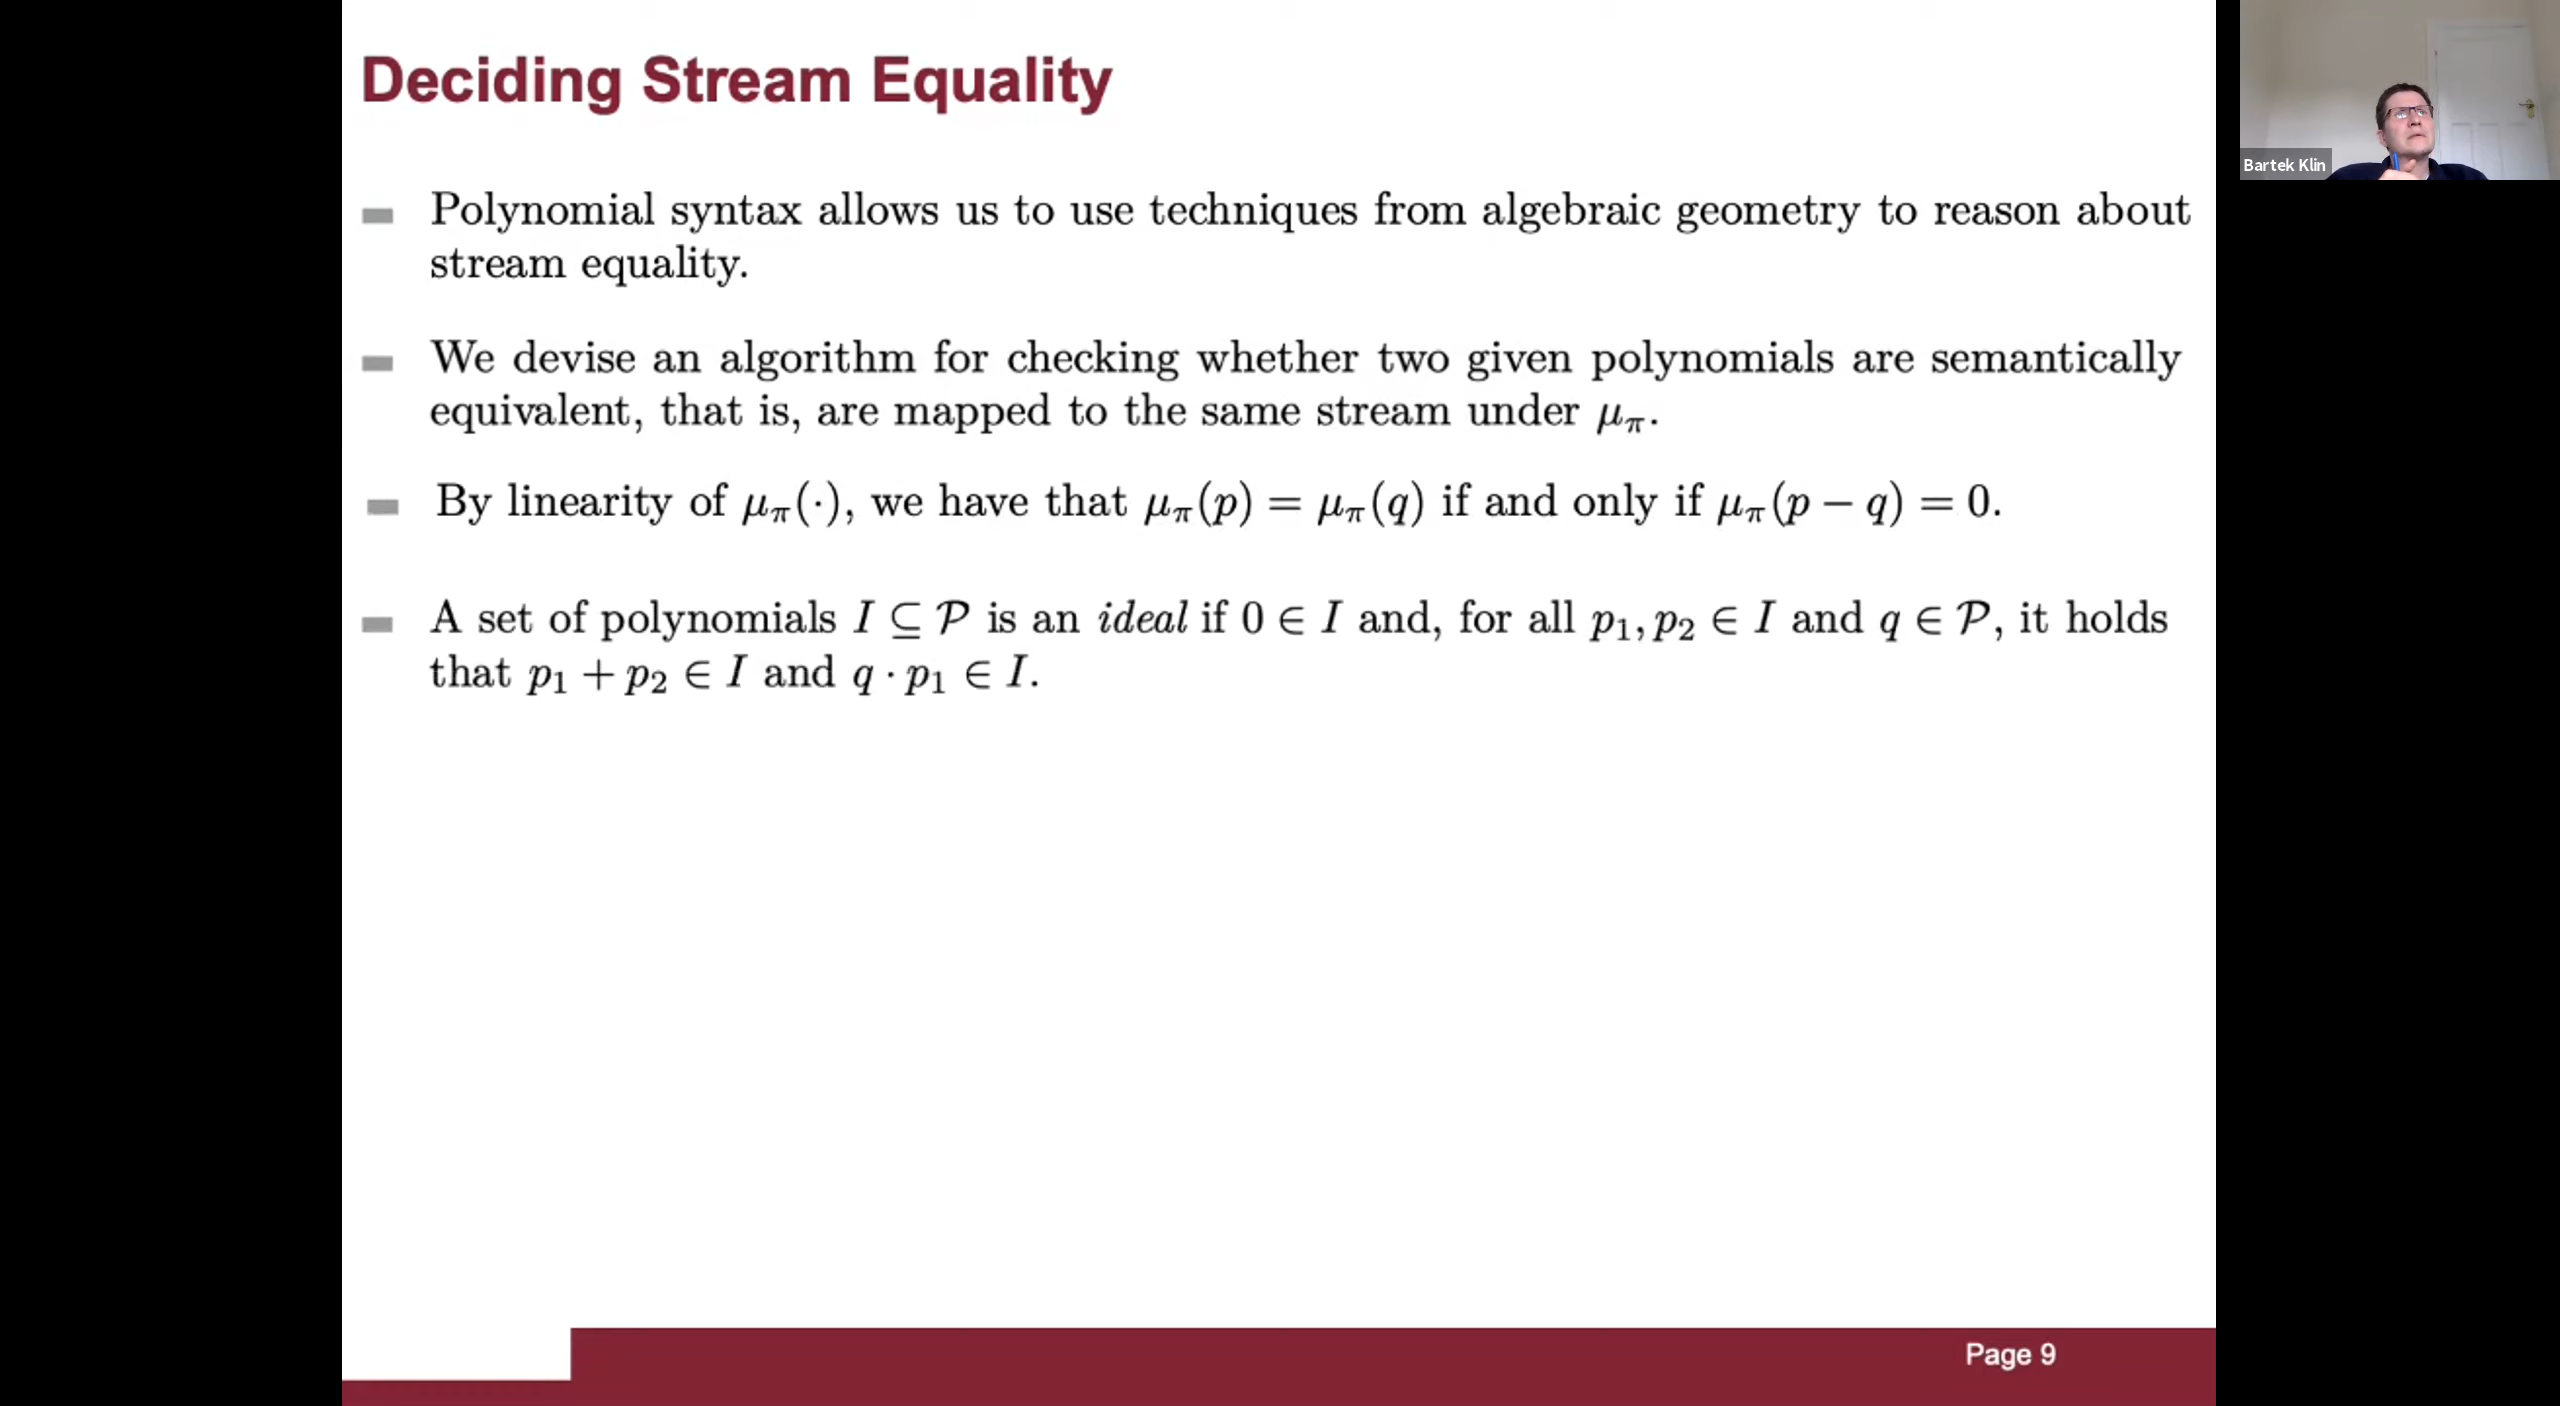 Deciding Stream Equality
Polynomial syntax allows us to use techniques from algebraic geometry to reason about
stream equality.
We devise an algorithm for checking whether two given polynomials are semantically
equivalent, that is, are mapped to the same stream under μ_π.
By linearity of μ_π(·), we have that μ_π(p) = μ_π(q) if and only if μ_π(p − q) = 0.
A set of polynomials I ⊆ 𝒫 is an ideal if 0 ∈ I and, for all p₁, p₂ ∈ I and q ∈ 𝒫, it holds
that p₁ + p₂ ∈ I and q · p₁ ∈ I.
Page 9
Bartek Klin